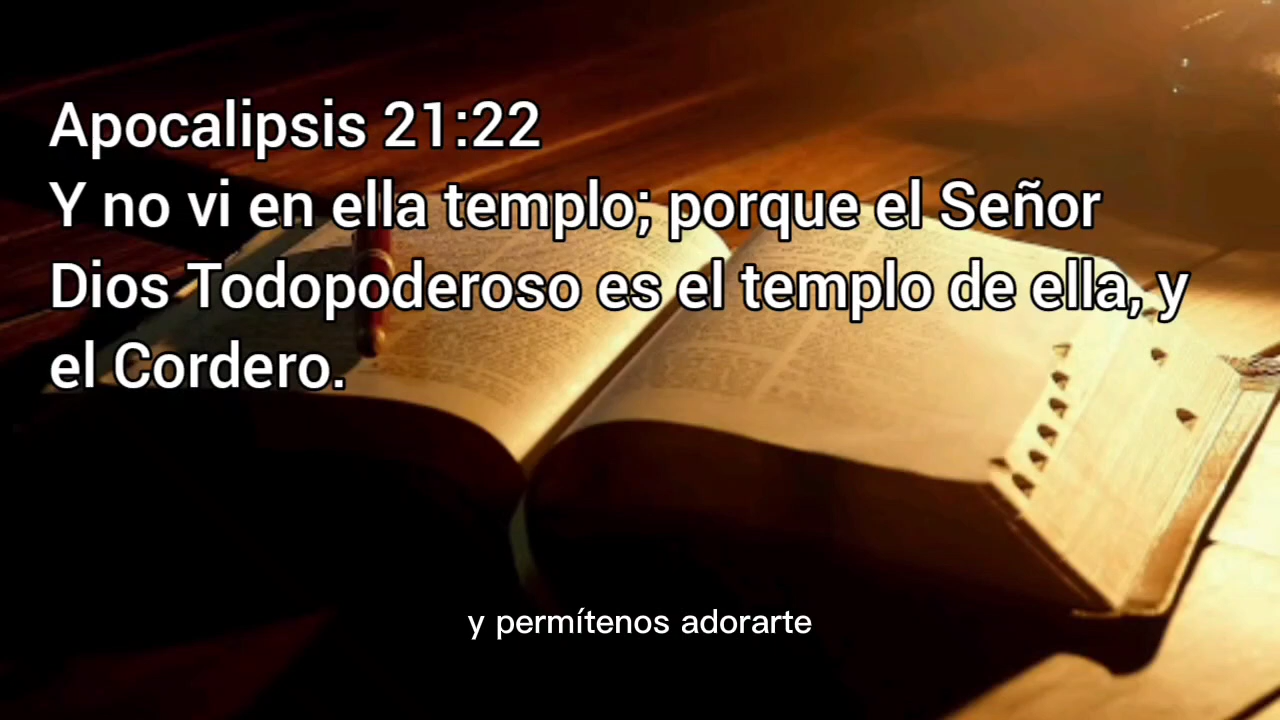 Apocalipsis 21:22
Y no vi en ella templo; porque el Señor
Dios Todopoderoso es el templo de ella, y
el Cordero.
y permítenos adorarte